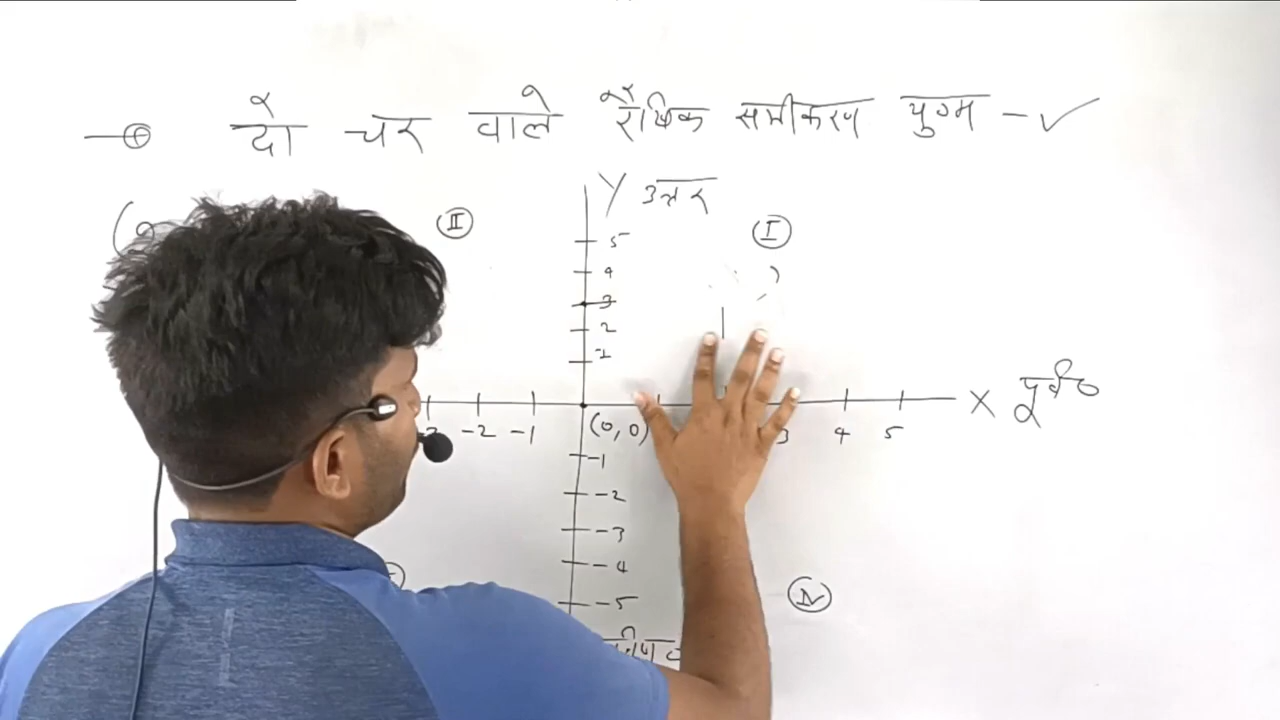 दो चर वाले रैखिक समीकरण युग्म - ✓
Y उत्तर
II
I
5
4
3
2
1
-2 -1 (0, 0) 3 4 5 X पूर्व
-1
-2
-3
-4
-5
IV